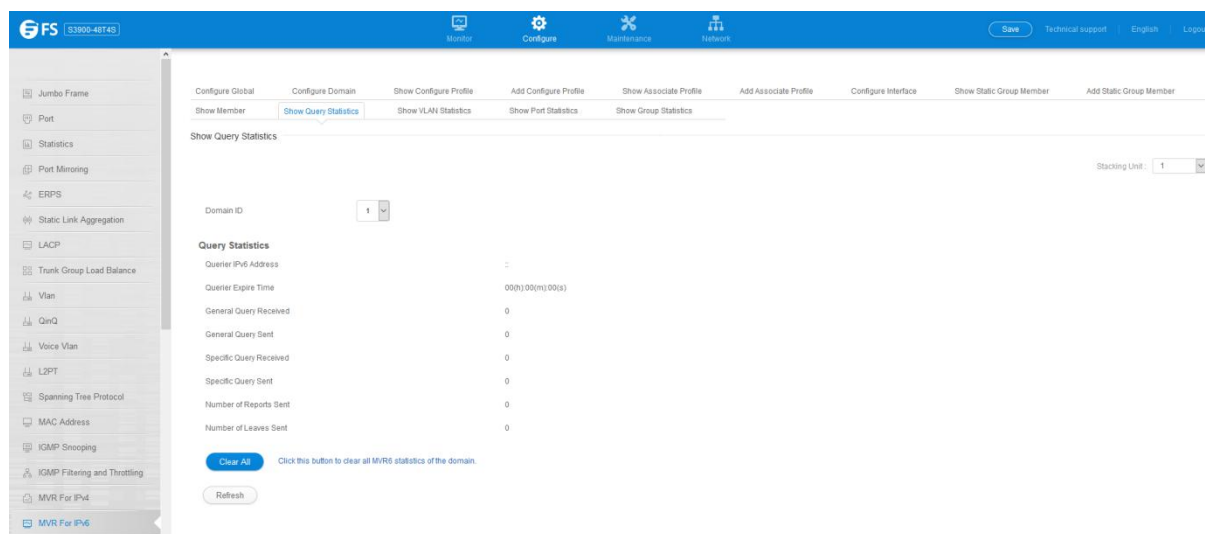 FS S3900-48T4S
Monitor Configure Maintenance Network
Save Technical support English Logou
Jumbo Frame
Port
Statistics
Port Mirroring
ERPS
Static Link Aggregation
LACP
Trunk Group Load Balance
Vlan
QinQ
Voice Vlan
L2PT
Spanning Tree Protocol
MAC Address
IGMP Snooping
IGMP Filtering and Throttling
MVR For IPv4
MVR For IPv6
Configure Global Configure Domain Show Configure Profile Add Configure Profile Show Associate Profile Add Associate Profile Configure Interface Show Static Group Member Add Static Group Member
Show Member Show Query Statistics Show VLAN Statistics Show Port Statistics Show Group Statistics
Show Query Statistics
Stacking Unit : 1
Domain ID 1
Query Statistics
Querier IPv6 Address :
Querier Expire Time 00(h):00(m):00(s)
General Query Received 0
General Query Sent 0
Specific Query Received 0
Specific Query Sent 0
Number of Reports Sent 0
Number of Leaves Sent 0
Clear All Click this button to clear all MVR6 statistics of the domain.
Refresh